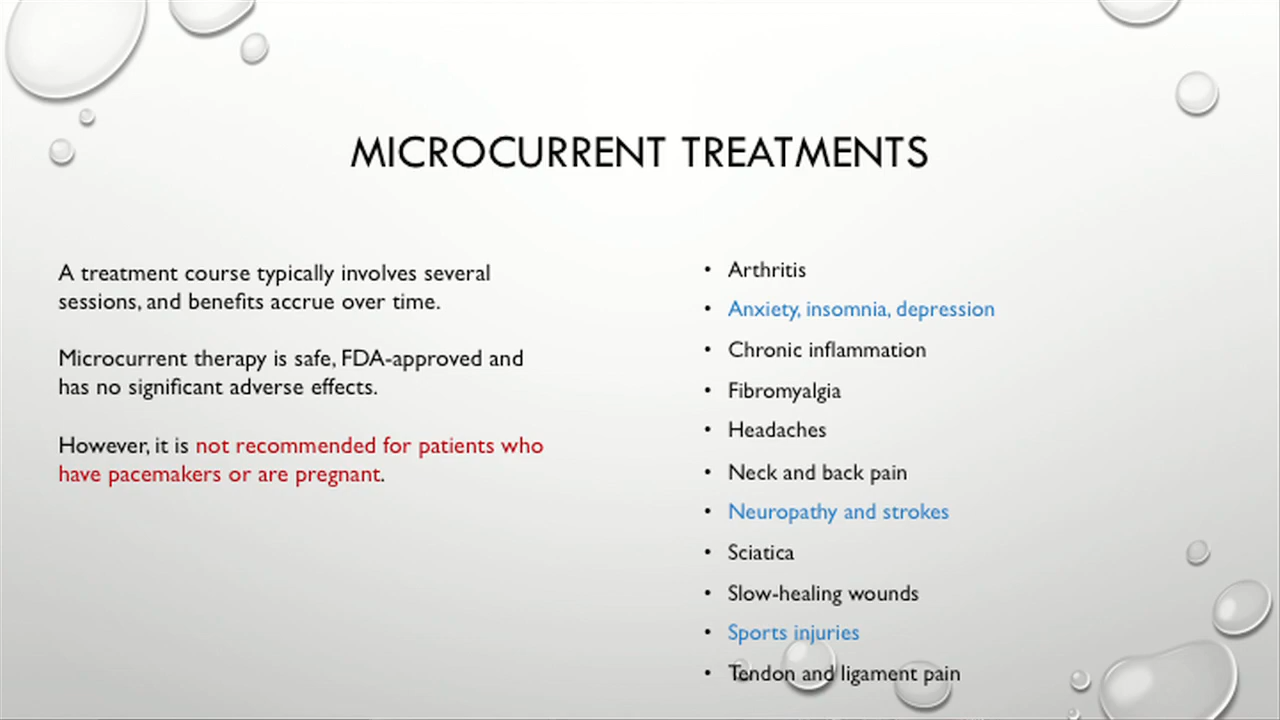 MICROCURRENT TREATMENTS
A treatment course typically involves several
sessions, and benefits accrue over time.
Microcurrent therapy is safe, FDA-approved and
has no significant adverse effects.
However, it is not recommended for patients who
have pacemakers or are pregnant.
• Arthritis
• Anxiety, insomnia, depression
• Chronic inflammation
• Fibromyalgia
• Headaches
• Neck and back pain
• Neuropathy and strokes
• Sciatica
• Slow-healing wounds
• Sports injuries
• Tendon and ligament pain